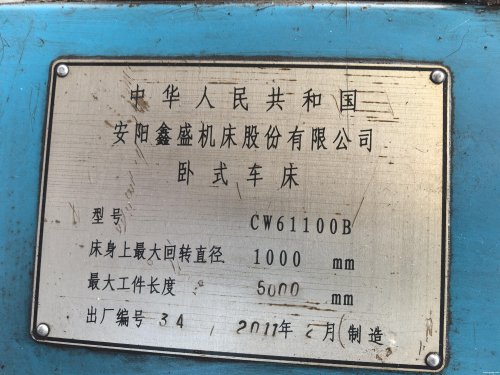 中华人民共和国
安阳鑫盛机床股份有限公司
卧式车床
型号 CW61100B
床身上最大回转直径 1000 mm
最大工件长度 5000 mm
出厂编号 34 2011年 月 制造